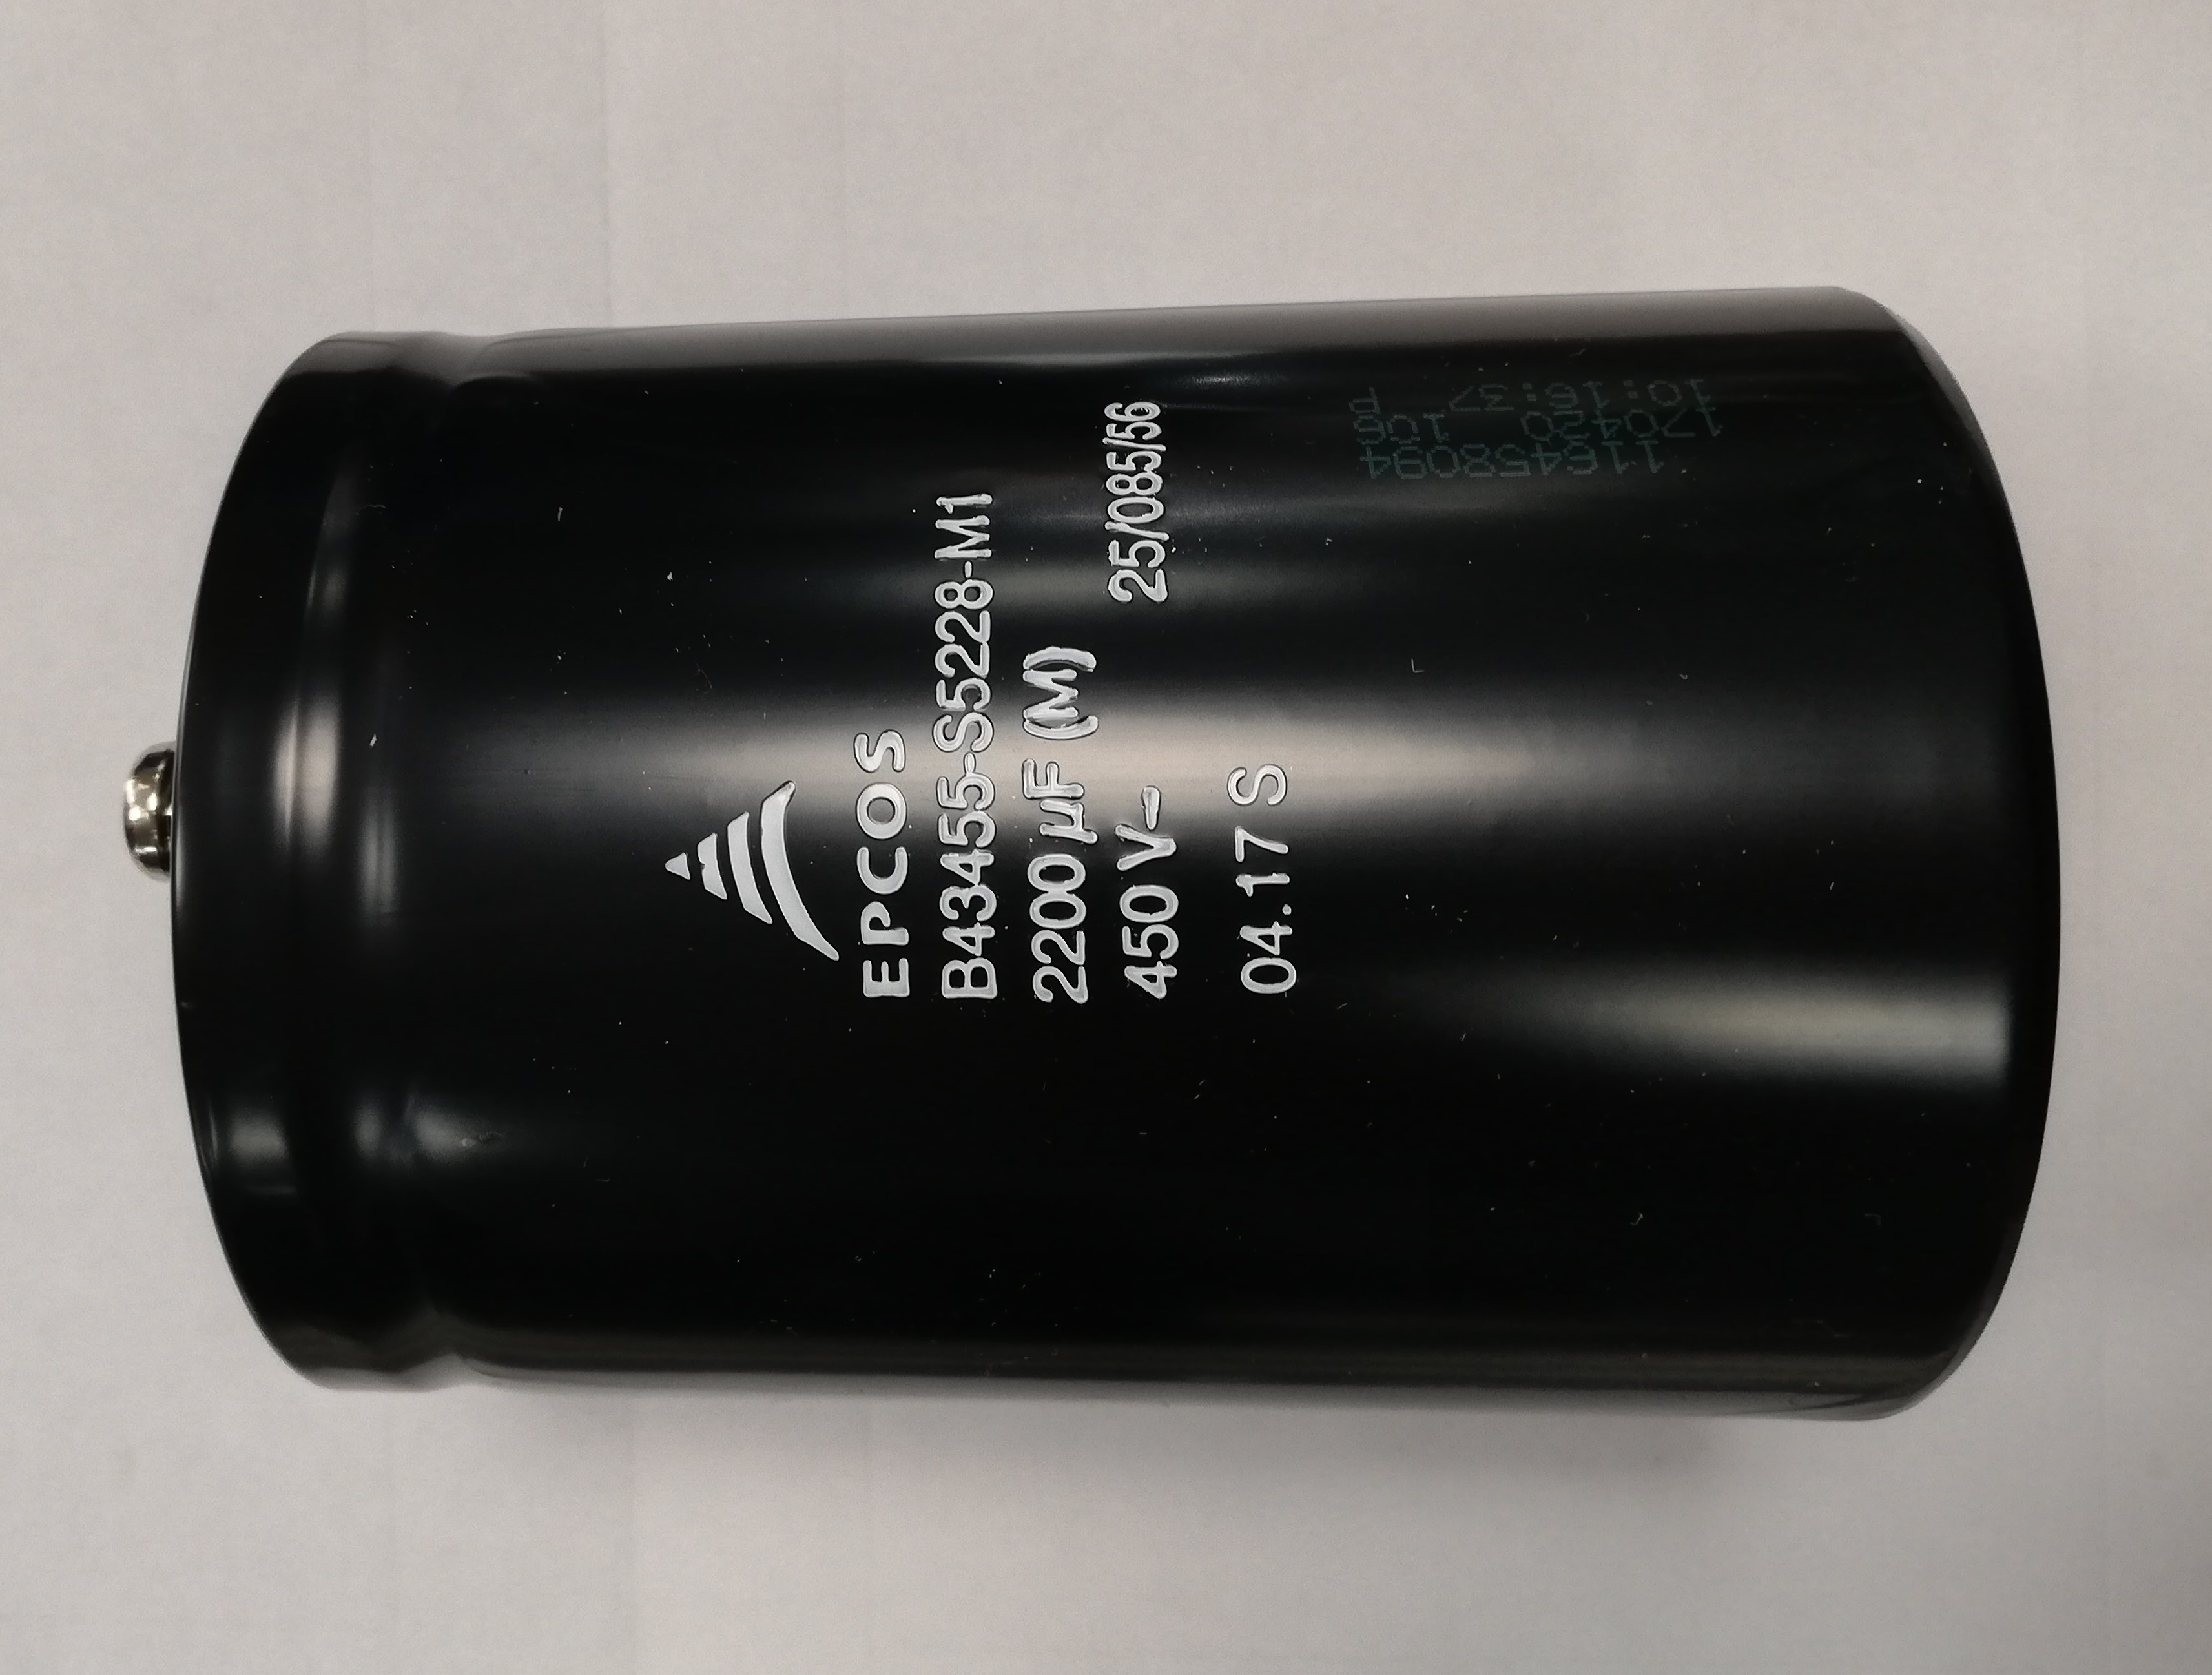 EPCOS
B43455-S5228-M1
2200 µF (M)
450 V- 25/085/56
04.17 S
116458094
170420 106
10:16:37 p